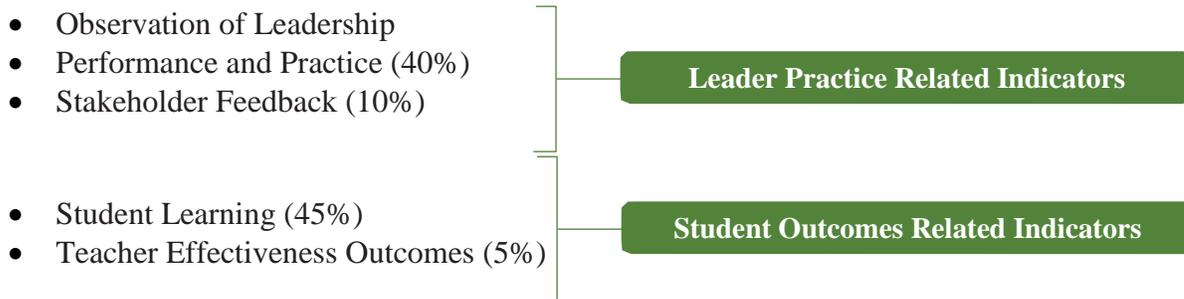 • Observation of Leadership
• Performance and Practice (40%)
• Stakeholder Feedback (10%)
Leader Practice Related Indicators
• Student Learning (45%)
• Teacher Effectiveness Outcomes (5%)
Student Outcomes Related Indicators